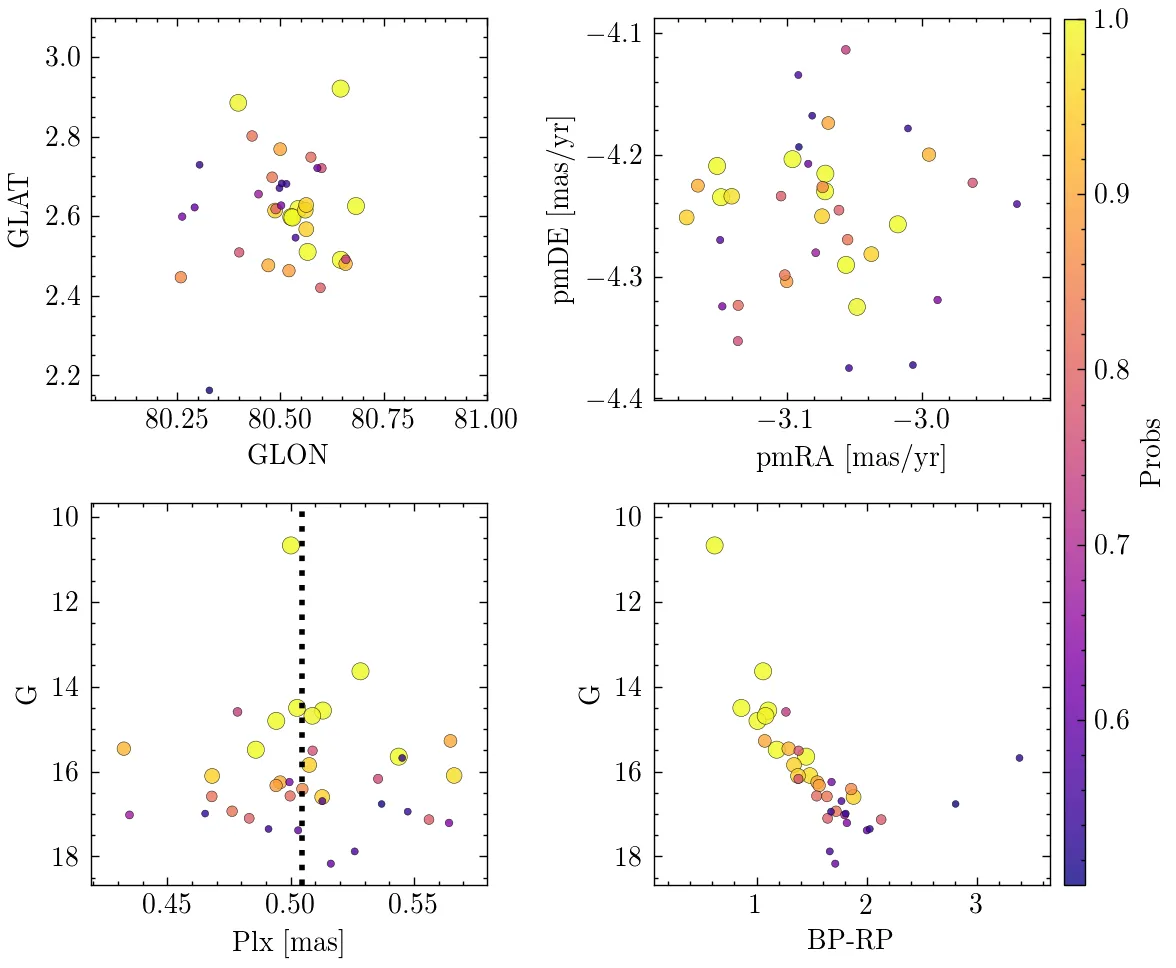 3.0
2.8
2.6
2.4
2.2
GLAT
80.25 80.50 80.75 81.00
GLON
−4.1
−4.2
−4.3
−4.4
pmDE [mas/yr]
−3.1 −3.0
pmRA [mas/yr]
1.0
0.9
0.8
0.7
0.6
Probs
10
12
14
16
18
G
0.45 0.50 0.55
Plx [mas]
10
12
14
16
18
G
1 2 3
BP-RP